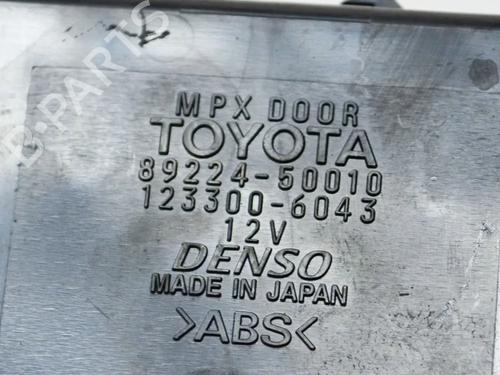 MPX DOOR
TOYOTA
89224-50010
123300-6043
12V
DENSO
MADE IN JAPAN
>ABS<
B-PARTS